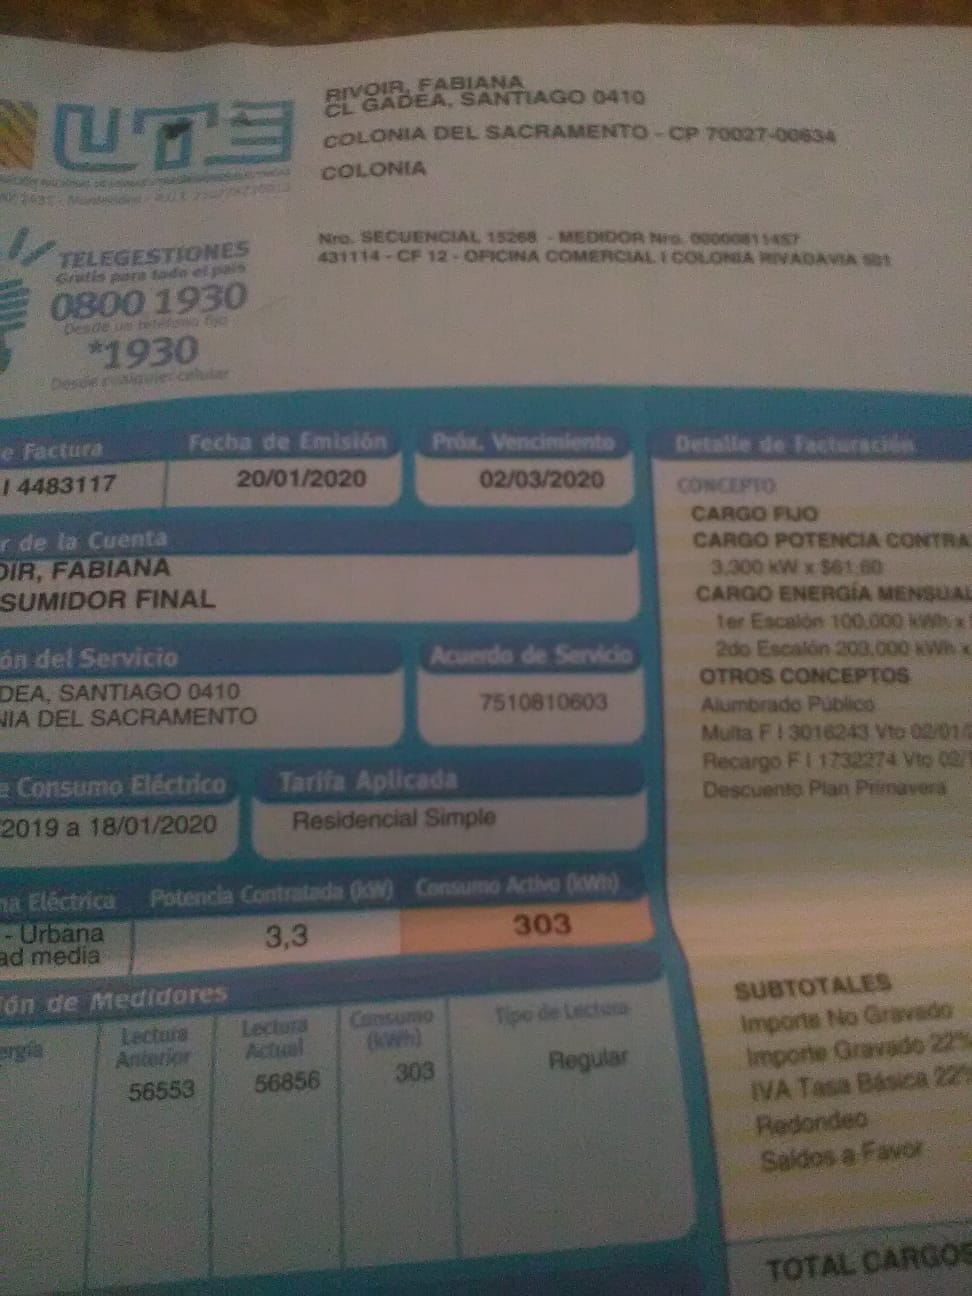 UTE
RIVOIR, FABIANA
CL GADEA, SANTIAGO 0410
COLONIA DEL SACRAMENTO - CP 70027-00634
COLONIA
Nro. SECUENCIAL 15268 - MEDIDOR Nro. 00000811457
431114 - CF 12 - OFICINA COMERCIAL I COLONIA RIVADAVIA 501
TELEGESTIONES
Gratis para todo el país
0800 1930
Desde un teléfono fijo
*1930
Desde cualquier celular
e Factura
I 4483117
Fecha de Emisión
20/01/2020
Próx. Vencimiento
02/03/2020
r de la Cuenta
OIR, FABIANA
SUMIDOR FINAL
ón del Servicio
DEA, SANTIAGO 0410
NIA DEL SACRAMENTO
Acuerdo de Servicio
7510810603
e Consumo Eléctrico
2019 a 18/01/2020
Tarifa Aplicada
Residencial Simple
na Eléctrica
- Urbana
ad media
Potencia Contratada (kW)
3,3
Consumo Activo (kWh)
303
ión de Medidores
ergía
Lectura Anterior
56553
Lectura Actual
56856
Consumo (kWh)
303
Tipo de Lectura
Regular
Detalle de Facturación
CONCEPTO
CARGO FIJO
CARGO POTENCIA CONTRA
3,300 kW x $61,60
CARGO ENERGÍA MENSUAL
1er Escalón 100,000 kWh x
2do Escalón 203,000 kWh x
OTROS CONCEPTOS
Alumbrado Público
Multa F I 3016243 Vto 02/01/
Recargo F I 1732274 Vto 02/
Descuento Plan Primavera
SUBTOTALES
Importe No Gravado
Importe Gravado 22%
IVA Tasa Básica 22%
Redondeo
Saldos a Favor
TOTAL CARGOS